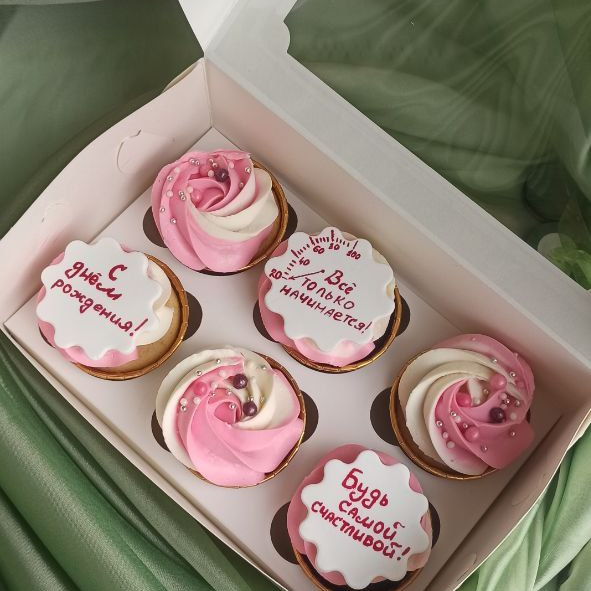 С
днём
рождения!
20 40 60 80 100
Всё
только
начинается!
Будь
самой
счастливой!